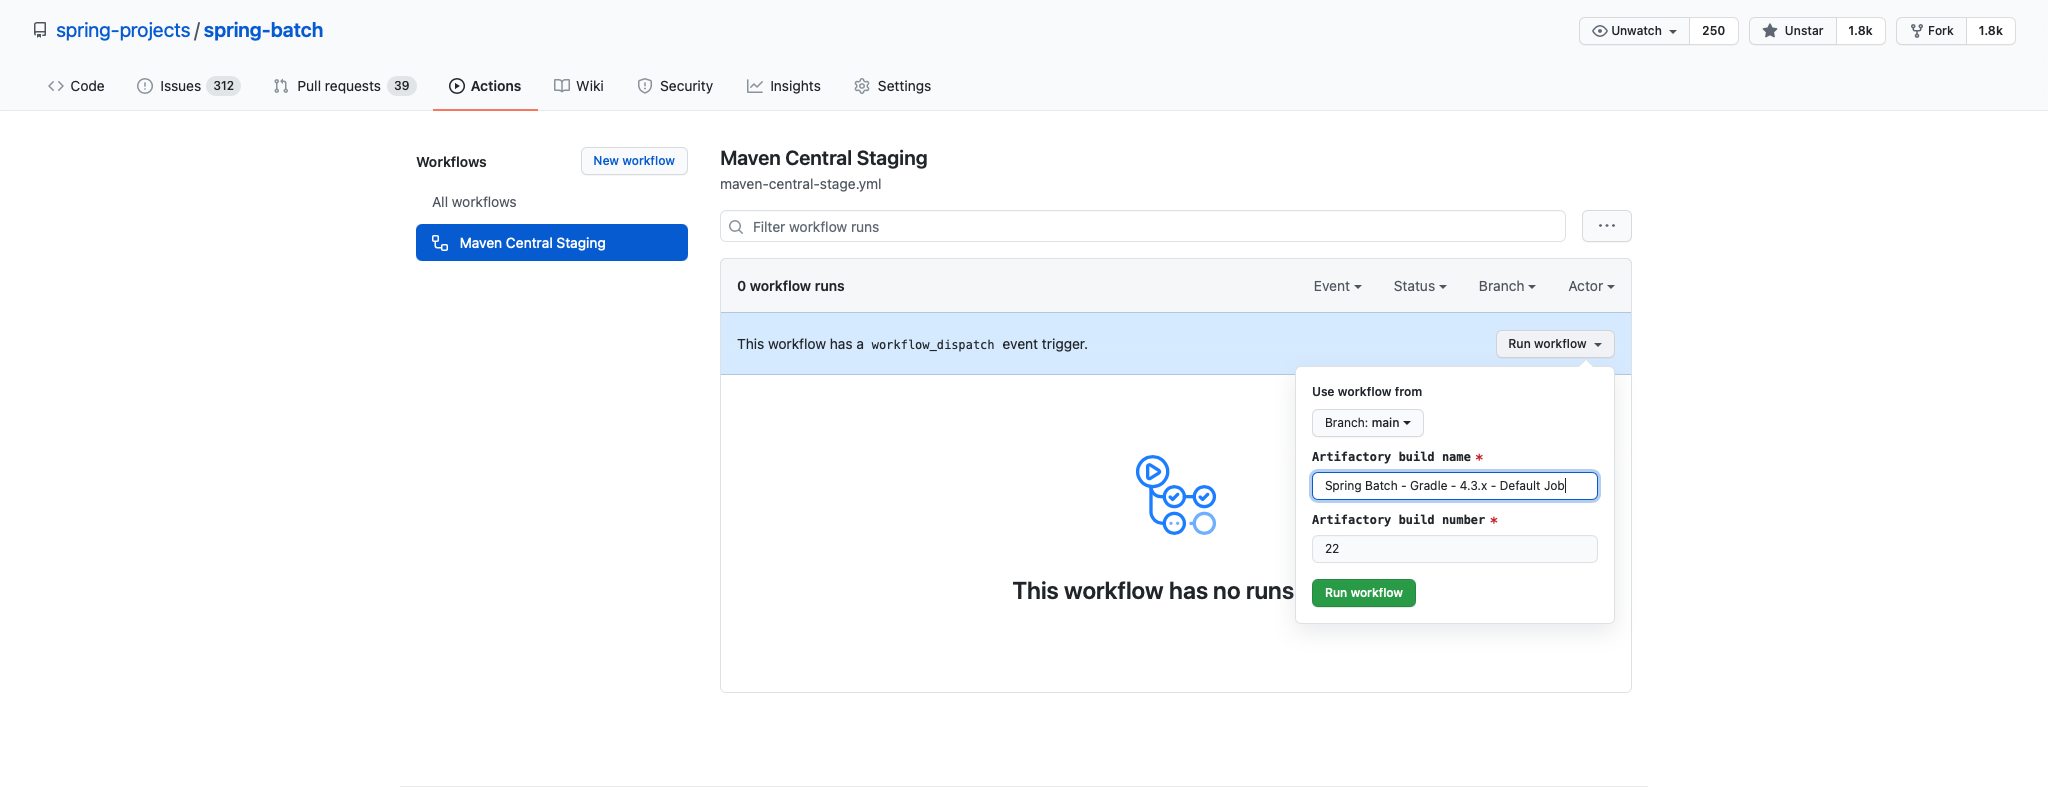 spring-projects / spring-batch
Unwatch 250 Unstar 1.8k Fork 1.8k
Code Issues 312 Pull requests 39 Actions Wiki Security Insights Settings
Workflows
New workflow
All workflows
Maven Central Staging
Maven Central Staging
maven-central-stage.yml
Filter workflow runs
0 workflow runs
Event Status Branch Actor
This workflow has a workflow_dispatch event trigger.
Run workflow
Use workflow from
Branch: main
Artifactory build name *
Spring Batch - Gradle - 4.3.x - Default Job
Artifactory build number *
22
Run workflow
This workflow has no runs